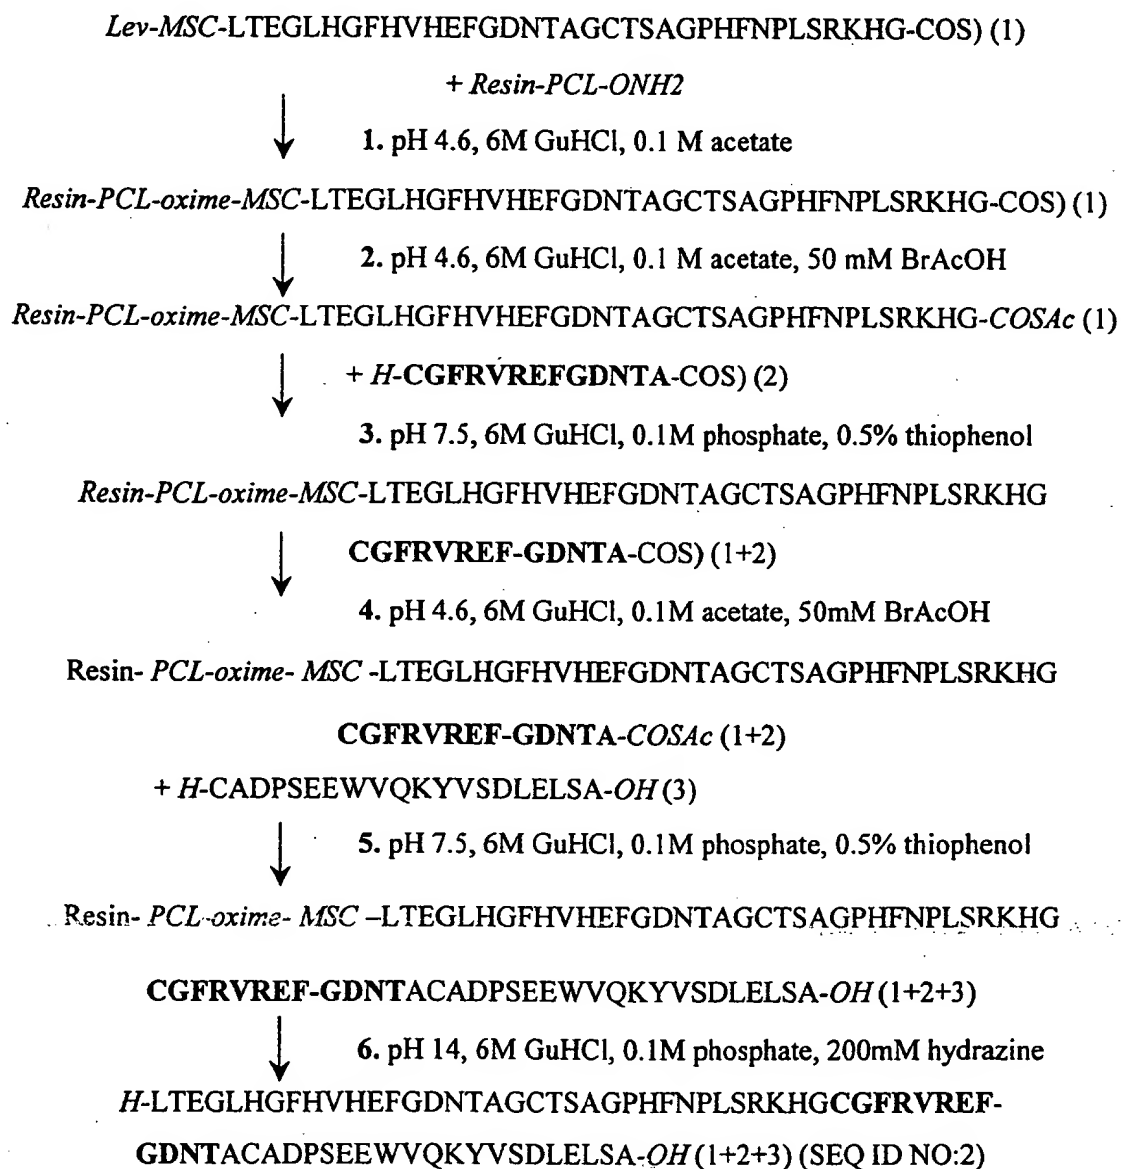 Lev-MSC-LTEGLHGFHVHEFGDNTAGCTSAGPHFNPLSRKHG-COS) (1)
+ Resin-PCL-ONH2
1. pH 4.6, 6M GuHCl, 0.1 M acetate
Resin-PCL-oxime-MSC-LTEGLHGFHVHEFGDNTAGCTSAGPHFNPLSRKHG-COS) (1)
2. pH 4.6, 6M GuHCl, 0.1 M acetate, 50 mM BrAcOH
Resin-PCL-oxime-MSC-LTEGLHGFHVHEFGDNTAGCTSAGPHFNPLSRKHG-COSAc (1)
+ H-CGFRVREFGDNTA-COS) (2)
3. pH 7.5, 6M GuHCl, 0.1M phosphate, 0.5% thiophenol
Resin-PCL-oxime-MSC-LTEGLHGFHVHEFGDNTAGCTSAGPHFNPLSRKHG
CGFRVREF-GDNTA-COS) (1+2)
4. pH 4.6, 6M GuHCl, 0.1M acetate, 50mM BrAcOH
Resin- PCL-oxime- MSC -LTEGLHGFHVHEFGDNTAGCTSAGPHFNPLSRKHG
CGFRVREF-GDNTA-COSAc (1+2)
+ H-CADPSEEWVQKYVSDLELSA-OH (3)
5. pH 7.5, 6M GuHCl, 0.1M phosphate, 0.5% thiophenol
Resin- PCL-oxime- MSC –LTEGLHGFHVHEFGDNTAGCTSAGPHFNPLSRKHG
CGFRVREF-GDNTACADPSEEWVQKYVSDLELSA-OH (1+2+3)
6. pH 14, 6M GuHCl, 0.1M phosphate, 200mM hydrazine
H-LTEGLHGFHVHEFGDNTAGCTSAGPHFNPLSRKHGCGFRVREF-
GDNTACADPSEEWVQKYVSDLELSA-OH (1+2+3) (SEQ ID NO:2)